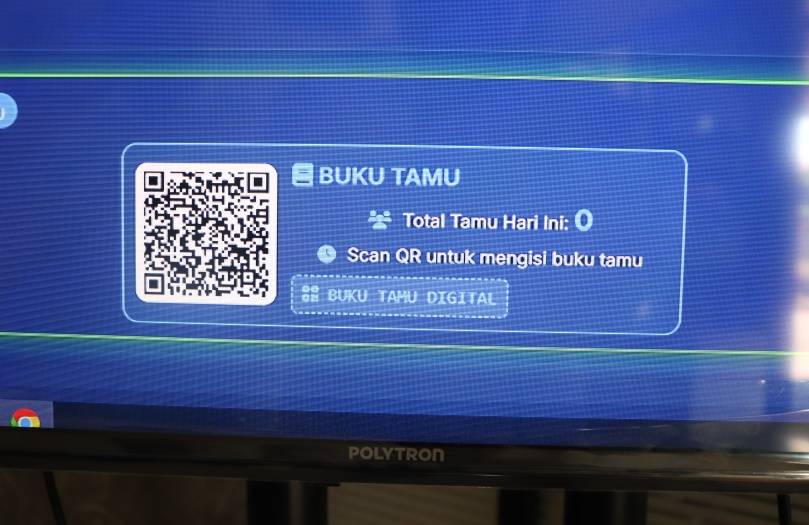 BUKU TAMU
Total Tamu Hari Ini: 0
Scan QR untuk mengisi buku tamu
BUKU TAMU DIGITAL
POLYTRON